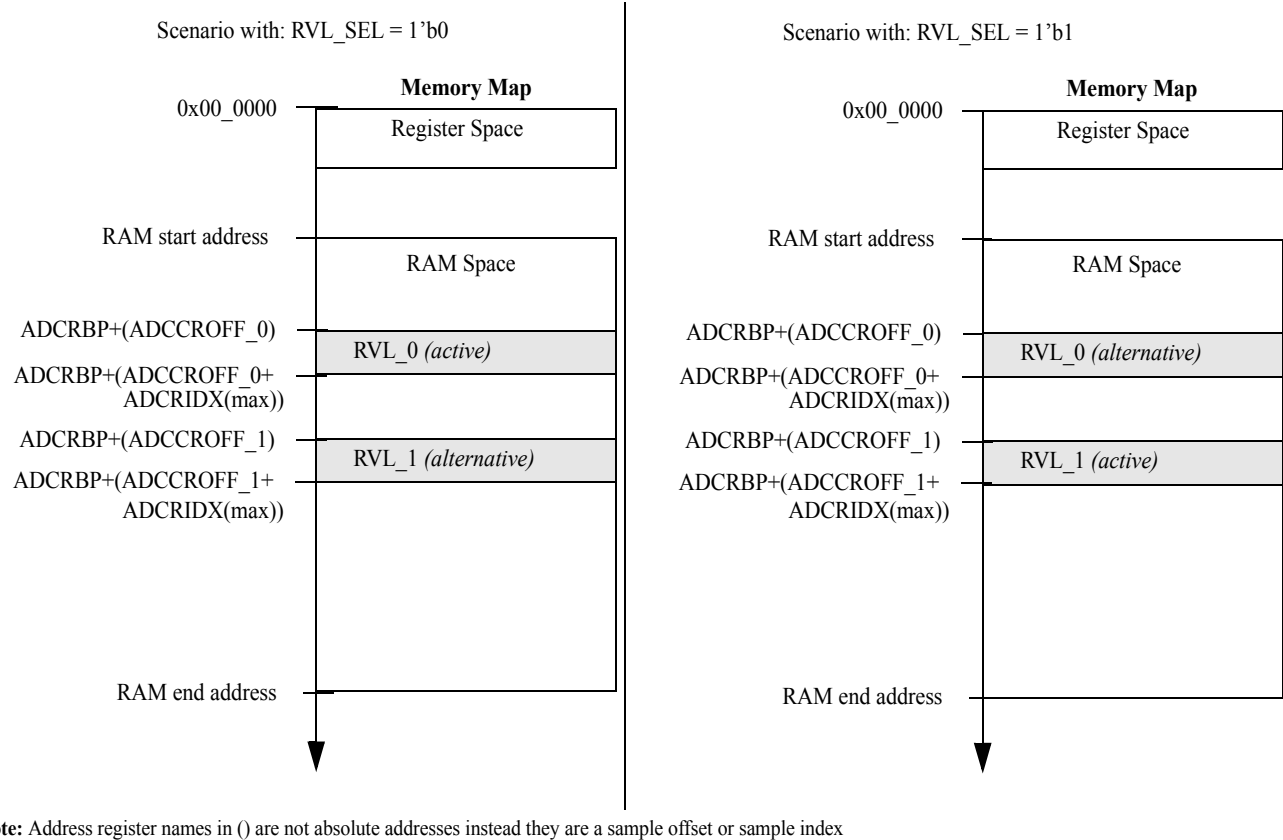 Scenario with: RVL_SEL = 1’b0
Memory Map
0x00_0000
Register Space
RAM start address
RAM Space
ADCRBP+(ADCCROFF_0)
RVL_0 (active)
ADCRBP+(ADCCROFF_0+
ADCRIDX(max))
ADCRBP+(ADCCROFF_1)
RVL_1 (alternative)
ADCRBP+(ADCCROFF_1+
ADCRIDX(max))
RAM end address
Scenario with: RVL_SEL = 1’b1
Memory Map
0x00_0000
Register Space
RAM start address
RAM Space
ADCRBP+(ADCCROFF_0)
RVL_0 (alternative)
ADCRBP+(ADCCROFF_0+
ADCRIDX(max))
ADCRBP+(ADCCROFF_1)
RVL_1 (active)
ADCRBP+(ADCCROFF_1+
ADCRIDX(max))
RAM end address
te: Address register names in () are not absolute addresses instead they are a sample offset or sample index